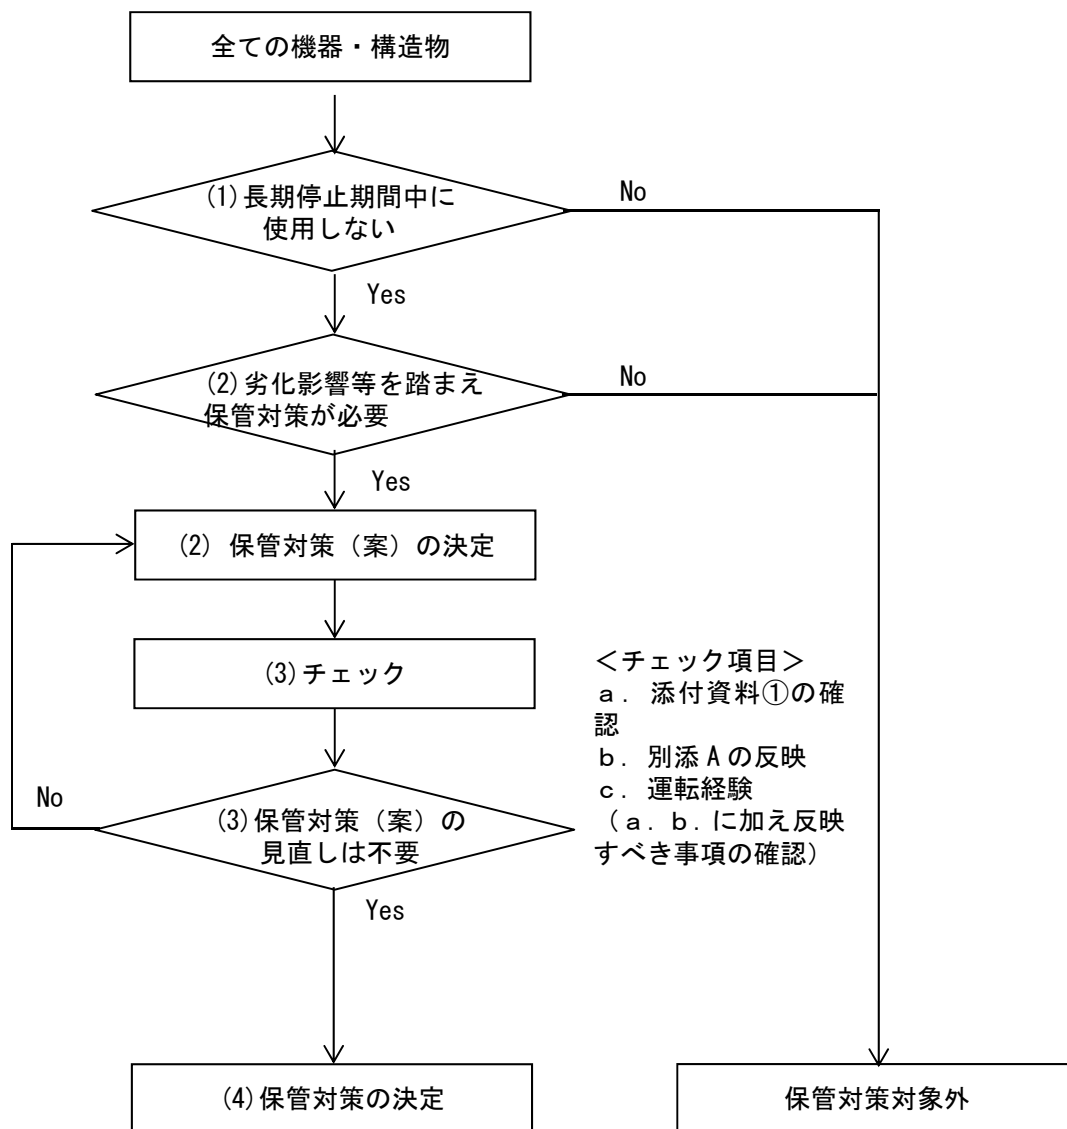 全ての機器・構造物
(1)長期停止期間中に
使用しない
No
Yes
(2)劣化影響等を踏まえ
保管対策が必要
No
Yes
(2) 保管対策（案）の決定
(3)チェック
＜チェック項目＞
ａ．添付資料①の確
認
ｂ．別添Ａの反映
ｃ．運転経験
（ａ．ｂ．に加え反映
すべき事項の確認）
No
(3)保管対策（案）の
見直しは不要
Yes
(4)保管対策の決定
保管対策対象外